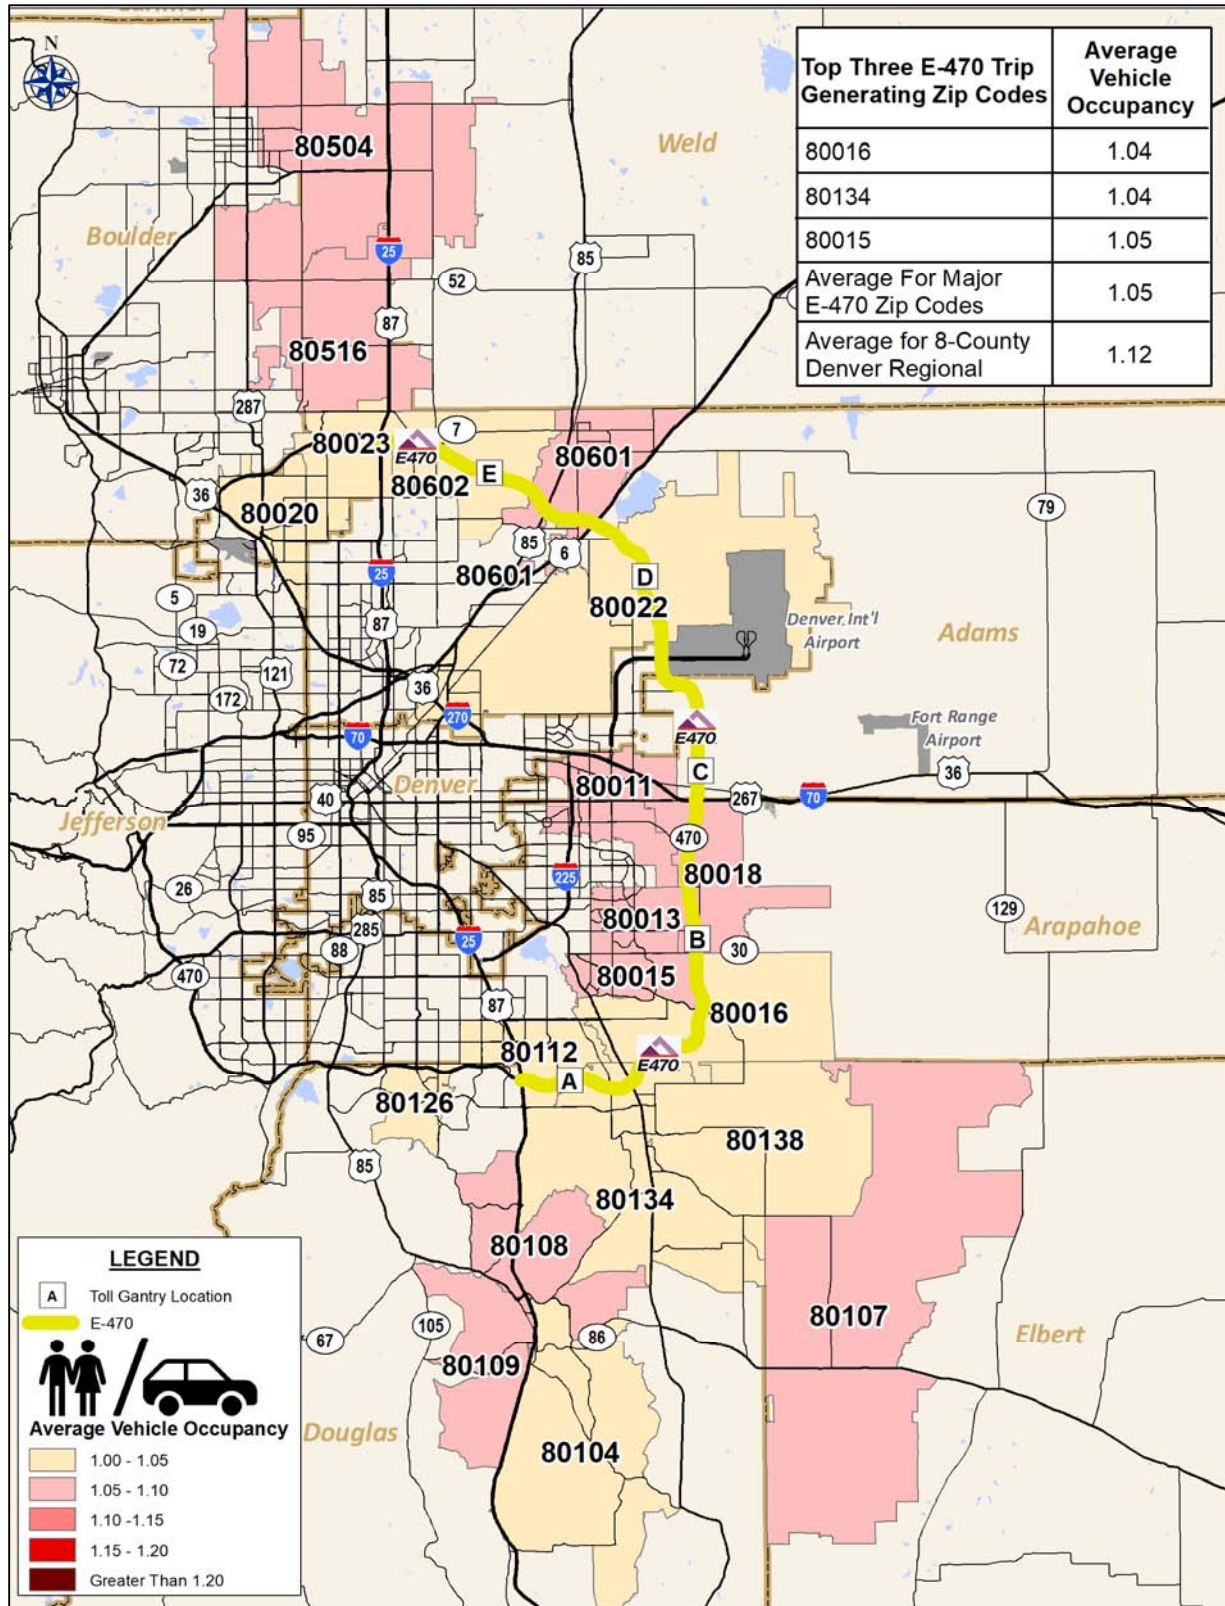 N
Top Three E-470 Trip
Generating Zip Codes
Average
Vehicle
Occupancy
80016
1.04
80134
1.04
80015
1.05
Average For Major
E-470 Zip Codes
1.05
Average for 8-County
Denver Regional
1.12
Weld
80504
Boulder
25
85
52
87
80516
287
7
80023
E470
80601
80602
E
36
80020
79
85
6
25
80601
D
5
80022
87
Denver Int'l
Airport
19
Adams
72
121
172
36
270
E470
Fort Range
Airport
70
C
36
Denver
80011
40
267
70
Jefferson
95
470
225
80018
26
85
80013
129
285
25
B
Arapahoe
88
30
470
80015
87
80016
80112
E470
A
80126
80138
85
80134
80108
LEGEND
A
Toll Gantry Location
E-470
80107
105
86
67
Elbert
80109
Average Vehicle Occupancy
Douglas
80104
1.00 - 1.05
1.05 - 1.10
1.10 -1.15
1.15 - 1.20
Greater Than 1.20